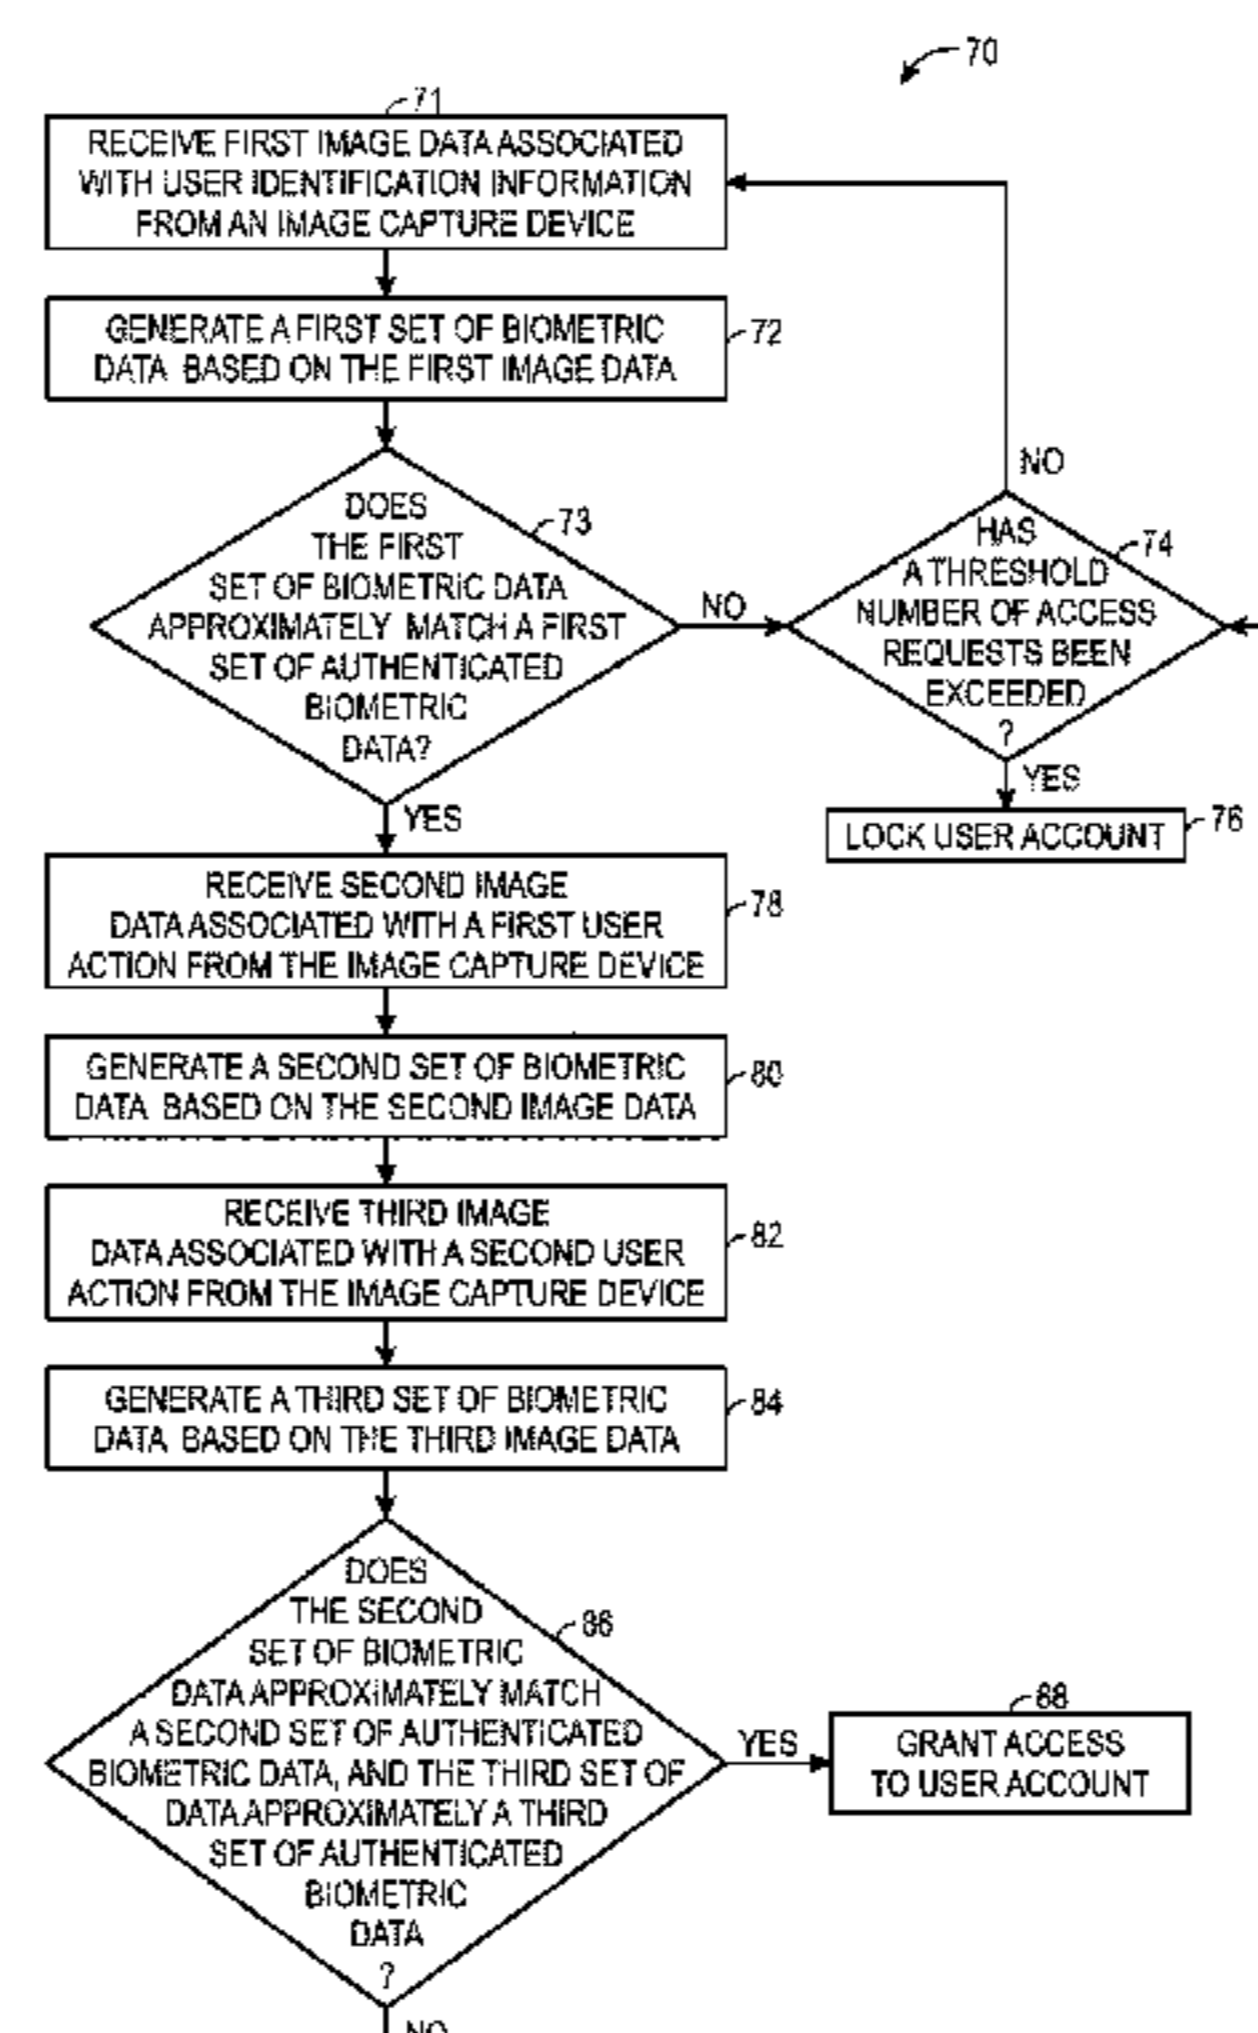 70
71
RECEIVE FIRST IMAGE DATA ASSOCIATED
WITH USER IDENTIFICATION INFORMATION
FROM AN IMAGE CAPTURE DEVICE
GENERATE A FIRST SET OF BIOMETRIC
DATA BASED ON THE FIRST IMAGE DATA
72
DOES
THE FIRST
SET OF BIOMETRIC DATA
APPROXIMATELY MATCH A FIRST
SET OF AUTHENTICATED
BIOMETRIC
DATA?
73
NO
YES
NO
HAS
A THRESHOLD
NUMBER OF ACCESS
REQUESTS BEEN
EXCEEDED
?
74
YES
LOCK USER ACCOUNT
76
RECEIVE SECOND IMAGE
DATA ASSOCIATED WITH A FIRST USER
ACTION FROM THE IMAGE CAPTURE DEVICE
78
GENERATE A SECOND SET OF BIOMETRIC
DATA BASED ON THE SECOND IMAGE DATA
80
RECEIVE THIRD IMAGE
DATA ASSOCIATED WITH A SECOND USER
ACTION FROM THE IMAGE CAPTURE DEVICE
82
GENERATE A THIRD SET OF BIOMETRIC
DATA BASED ON THE THIRD IMAGE DATA
84
DOES
THE SECOND
SET OF BIOMETRIC
DATA APPROXIMATELY MATCH
A SECOND SET OF AUTHENTICATED
BIOMETRIC DATA, AND THE THIRD SET OF
DATA APPROXIMATELY A THIRD
SET OF AUTHENTICATED
BIOMETRIC
DATA
?
86
YES
88
GRANT ACCESS
TO USER ACCOUNT
NO